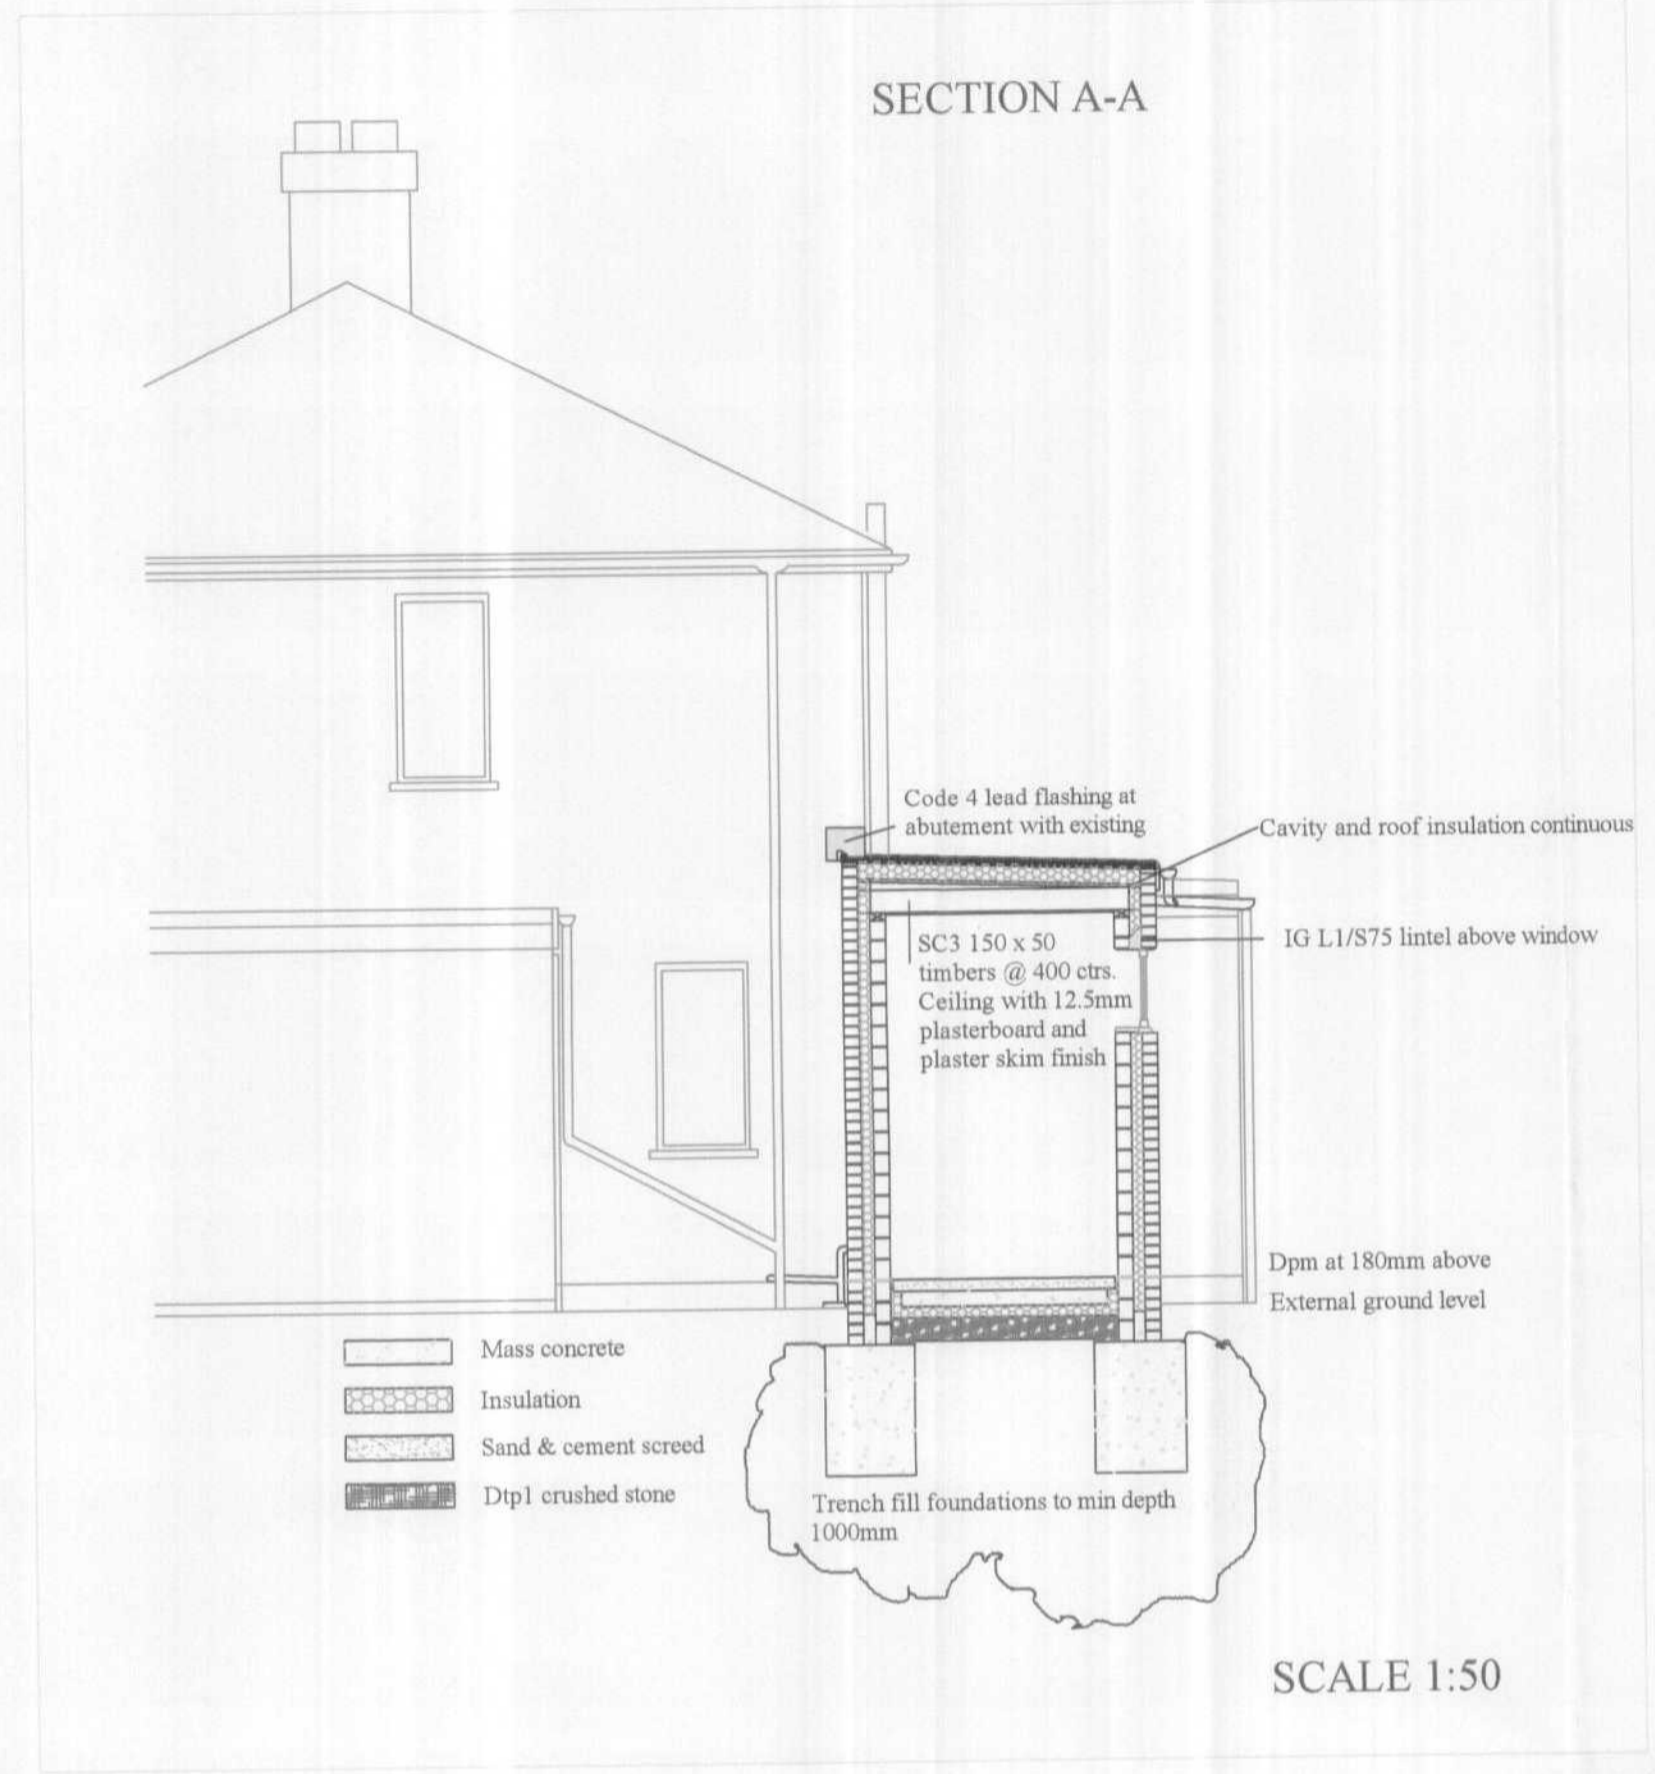 SECTION A-A
Code 4 lead flashing at
abutement with existing
Cavity and roof insulation continuous
IG L1/S75 lintel above window
SC3 150 x 50
timbers @ 400 ctrs.
Ceiling with 12.5mm
plasterboard and
plaster skim finish
Dpm at 180mm above
External ground level
Mass concrete
Insulation
Sand & cement screed
Dtp1 crushed stone
Trench fill foundations to min depth
1000mm
SCALE 1:50